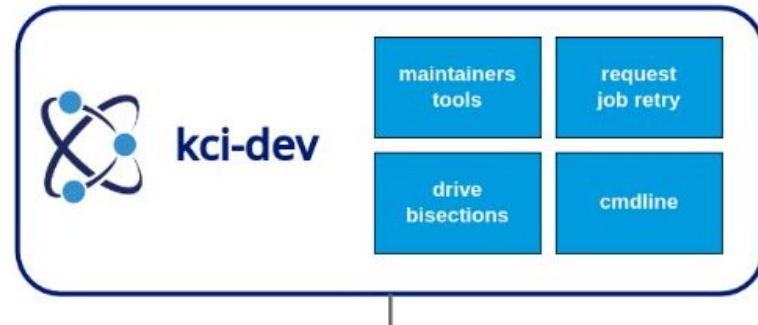 kci-dev
maintainers
tools
request
job retry
drive
bisections
cmdline